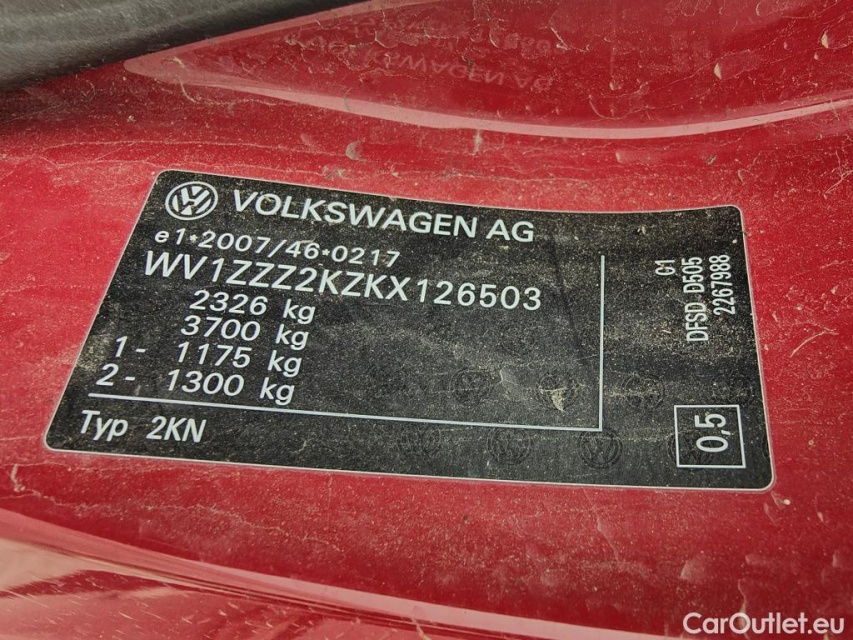 VOLKSWAGEN AG
e1*2007/46*0217
WV1ZZZ2KZKX126503
2326 kg
3700 kg
1- 1175 kg
2- 1300 kg
Typ 2KN
G1
DFSD D505
2267988
0,5
CarOutlet.eu